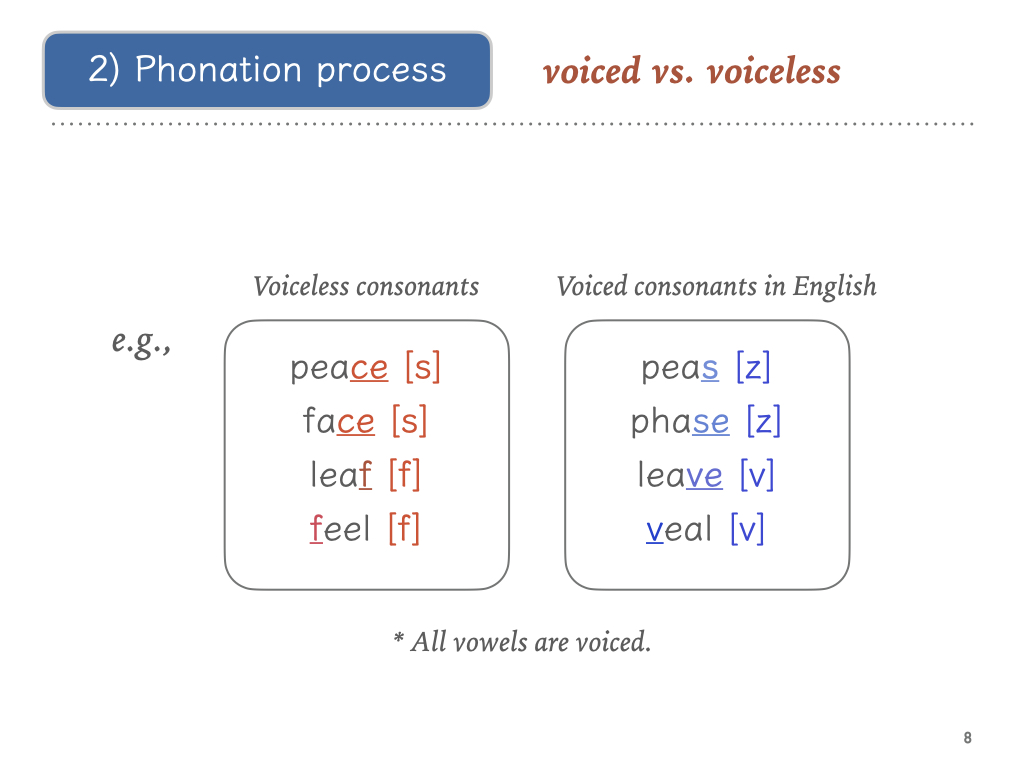 2) Phonation process
voiced vs. voiceless
Voiceless consonants
Voiced consonants in English
e.g.,
peace [s]
face [s]
leaf [f]
feel [f]
peas [z]
phase [z]
leave [v]
veal [v]
* All vowels are voiced.
8